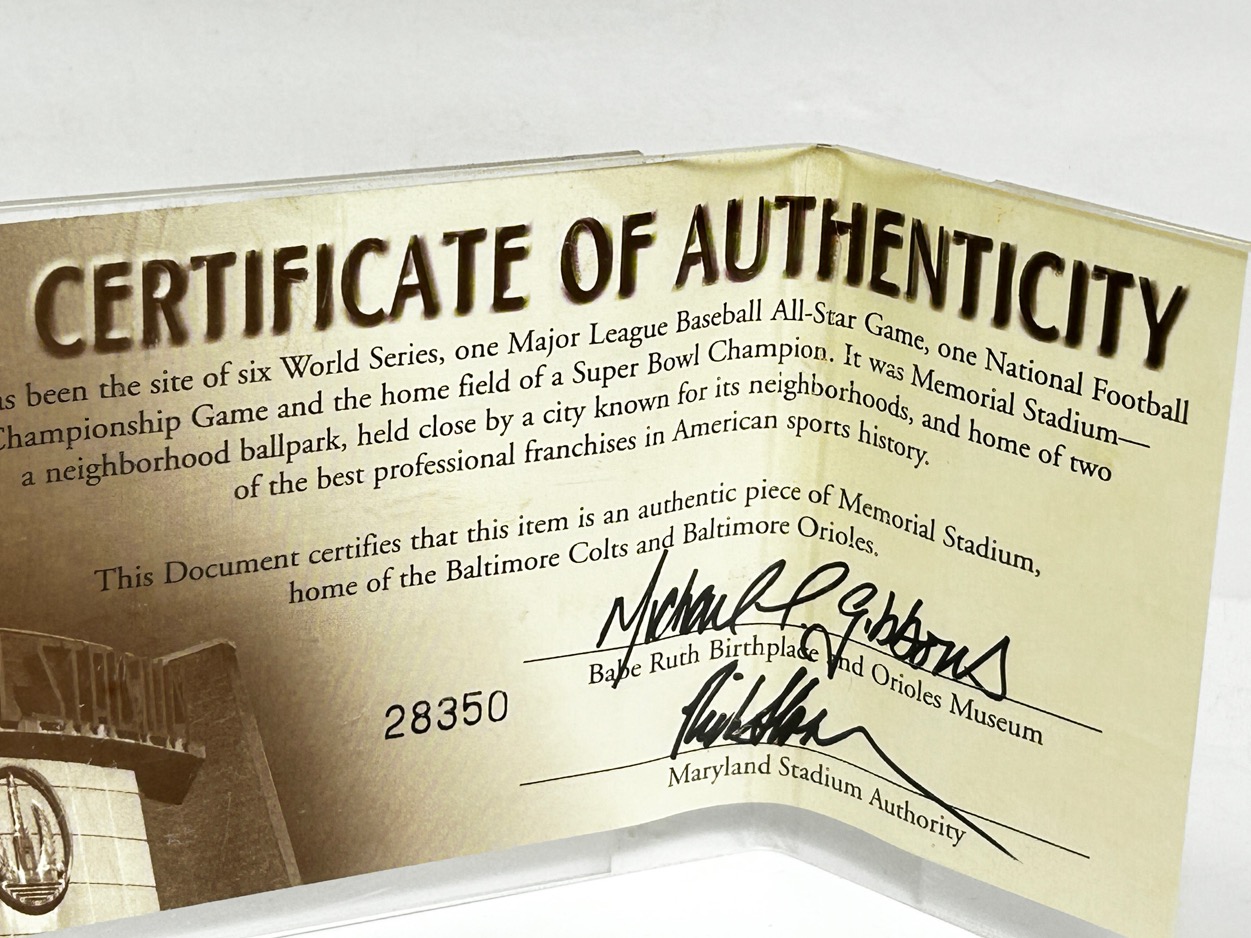 CERTIFICATE OF AUTHENTICITY
been the site of six World Series, one Major League Baseball All-Star Game, one National Football
Championship Game and the home field of a Super Bowl Champion. It was Memorial Stadium—
a neighborhood ballpark, held close by a city known for its neighborhoods, and home of two
of the best professional franchises in American sports history.
This Document certifies that this item is an authentic piece of Memorial Stadium,
home of the Baltimore Colts and Baltimore Orioles.
Michael L. Gibbons
Babe Ruth Birthplace and Orioles Museum
28350
Maryland Stadium Authority